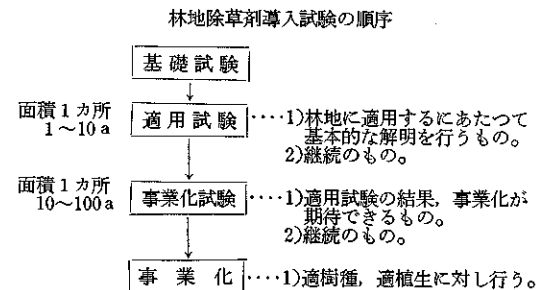 林地除草剤導入試験の順序
基礎試験
面積1カ所
1～10a
適用試験
‥‥1)林地に適用するにあたつて
基本的な解明を行うもの。
2)継続のもの。
面積1カ所
10～100a
事業化試験
‥‥1)適用試験の結果，事業化が
期待できるもの。
2)継続のもの。
事業化
‥‥1)適樹種，適植生に対し行う。